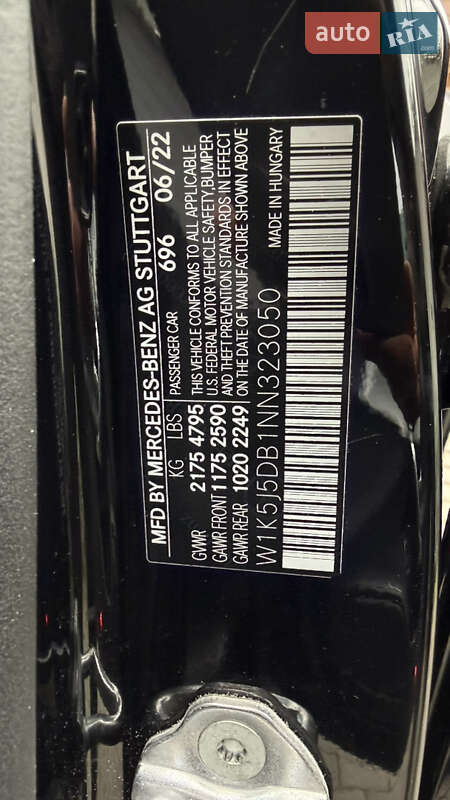 auto RIA
.com
MFD BY MERCEDES-BENZ AG STUTTGART
696 06/22
KG LBS PASSENGER CAR
GVWR 2175 4795 THIS VEHICLE CONFORMS TO ALL APPLICABLE
GAWR FRONT 1175 2590 U.S. FEDERAL MOTOR VEHICLE SAFETY, BUMPER
GAWR REAR 1020 2249 AND THEFT PREVENTION STANDARDS IN EFFECT
ON THE DATE OF MANUFACTURE SHOWN ABOVE
W1K5J5DB1NN323050
MADE IN HUNGARY